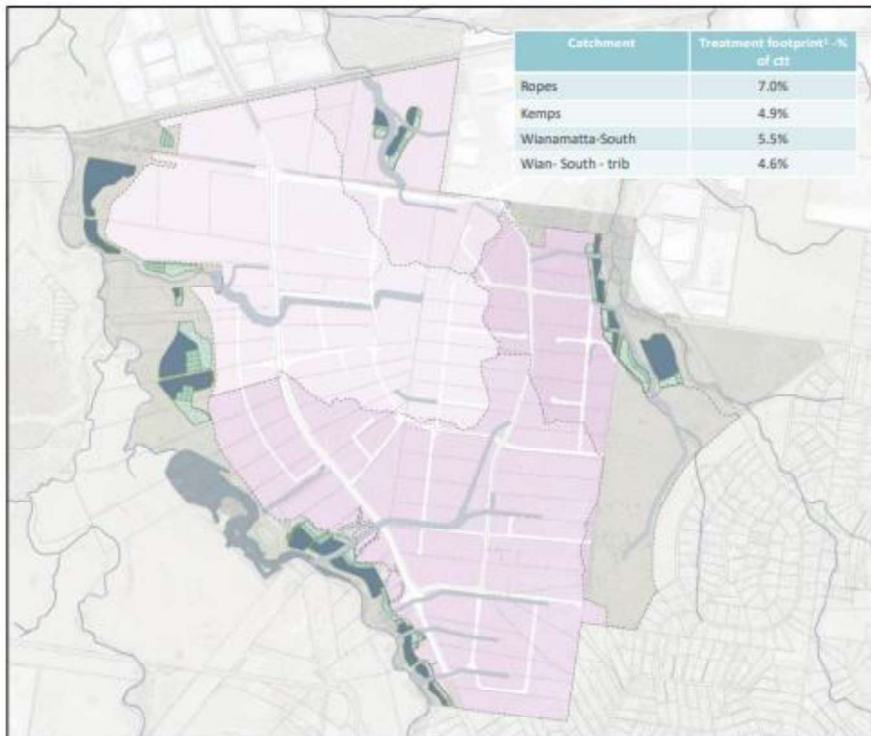 Catchment Treatment footprint¹ -%
of ctt
Ropes 7.0%
Kemps 4.9%
Wianamatta-South 5.5%
Wian- South - trib 4.6%